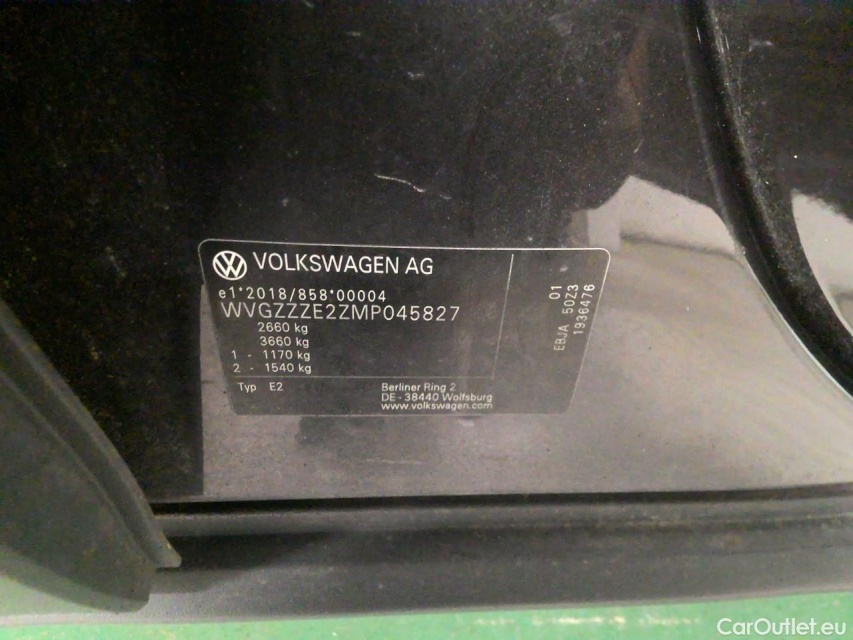 VOLKSWAGEN AG
e1*2018/858*00004
WVGZZZE2ZMP045827
2660 kg
3660 kg
1 - 1170 kg
2 - 1540 kg
Typ E2
Berliner Ring 2
DE - 38440 Wolfsburg
www.volkswagen.com
01
EBJA 50Z3
1936476
CarOutlet.eu